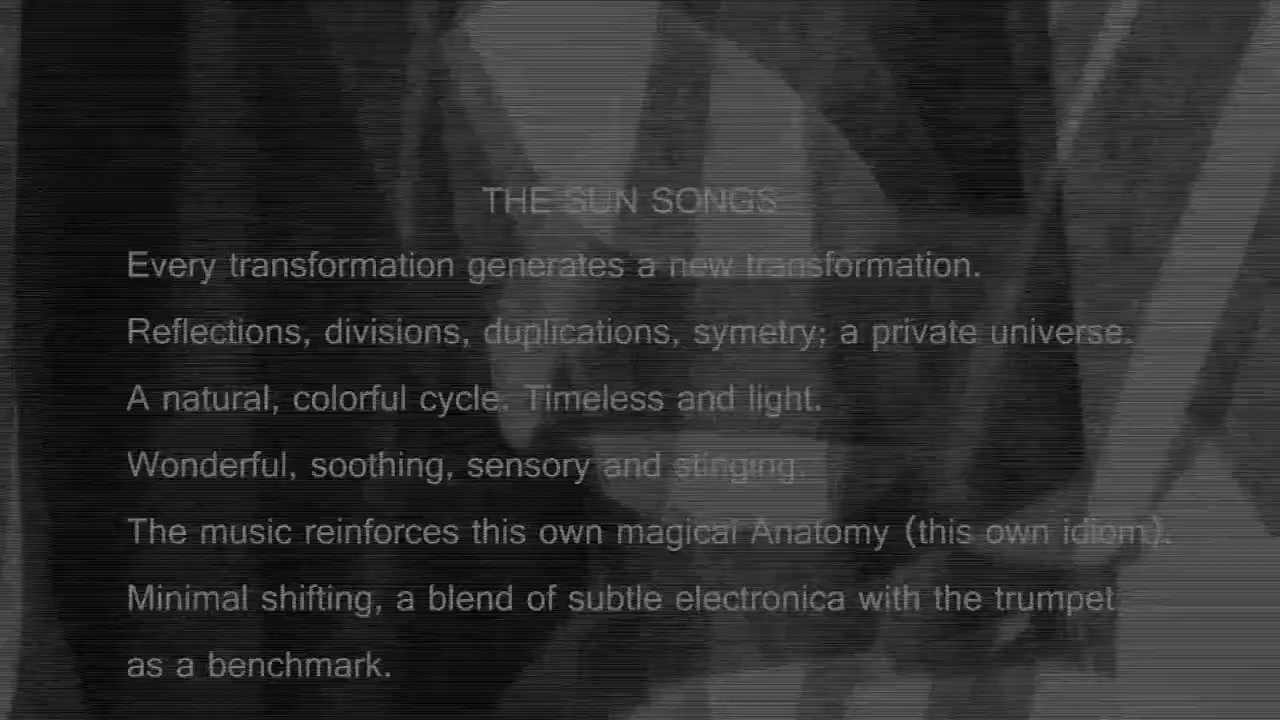 THE SUN SONGS
Every transformation generates a new transformation.
Reflections, divisions, duplications, symetry; a private universe.
A natural, colorful cycle. Timeless and light.
Wonderful, soothing, sensory and stinging.
The music reinforces this own magical Anatomy (this own idiom).
Minimal shifting, a blend of subtle electronica with the trumpet
as a benchmark.